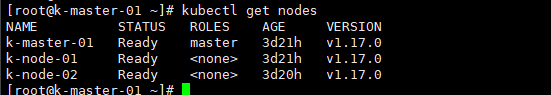 [root@k-master-01 ~]# kubectl get nodes
NAME STATUS ROLES AGE VERSION
k-master-01 Ready master 3d21h v1.17.0
k-node-01 Ready <none> 3d21h v1.17.0
k-node-02 Ready <none> 3d20h v1.17.0
[root@k-master-01 ~]#